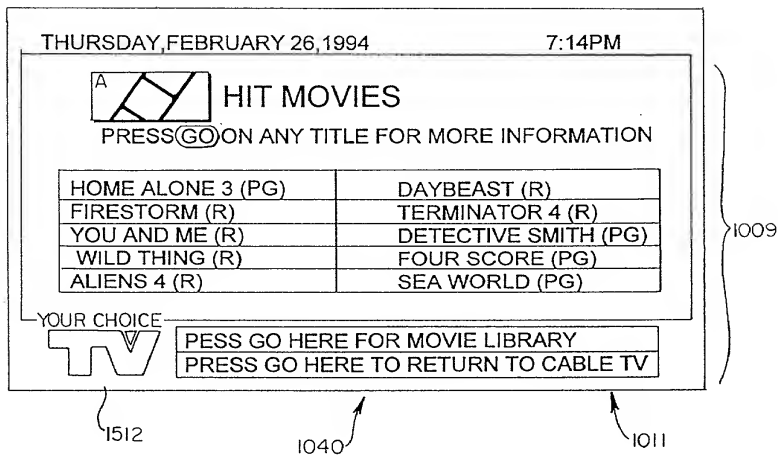 THURSDAY,FEBRUARY 26,1994 7:14PM
A
HIT MOVIES
PRESS GO ON ANY TITLE FOR MORE INFORMATION
HOME ALONE 3 (PG) DAYBEAST (R)
FIRESTORM (R) TERMINATOR 4 (R)
YOU AND ME (R) DETECTIVE SMITH (PG)
WILD THING (R) FOUR SCORE (PG)
ALIENS 4 (R) SEA WORLD (PG)
1009
YOUR CHOICE
TV
PESS GO HERE FOR MOVIE LIBRARY
PRESS GO HERE TO RETURN TO CABLE TV
1512
1040
1011